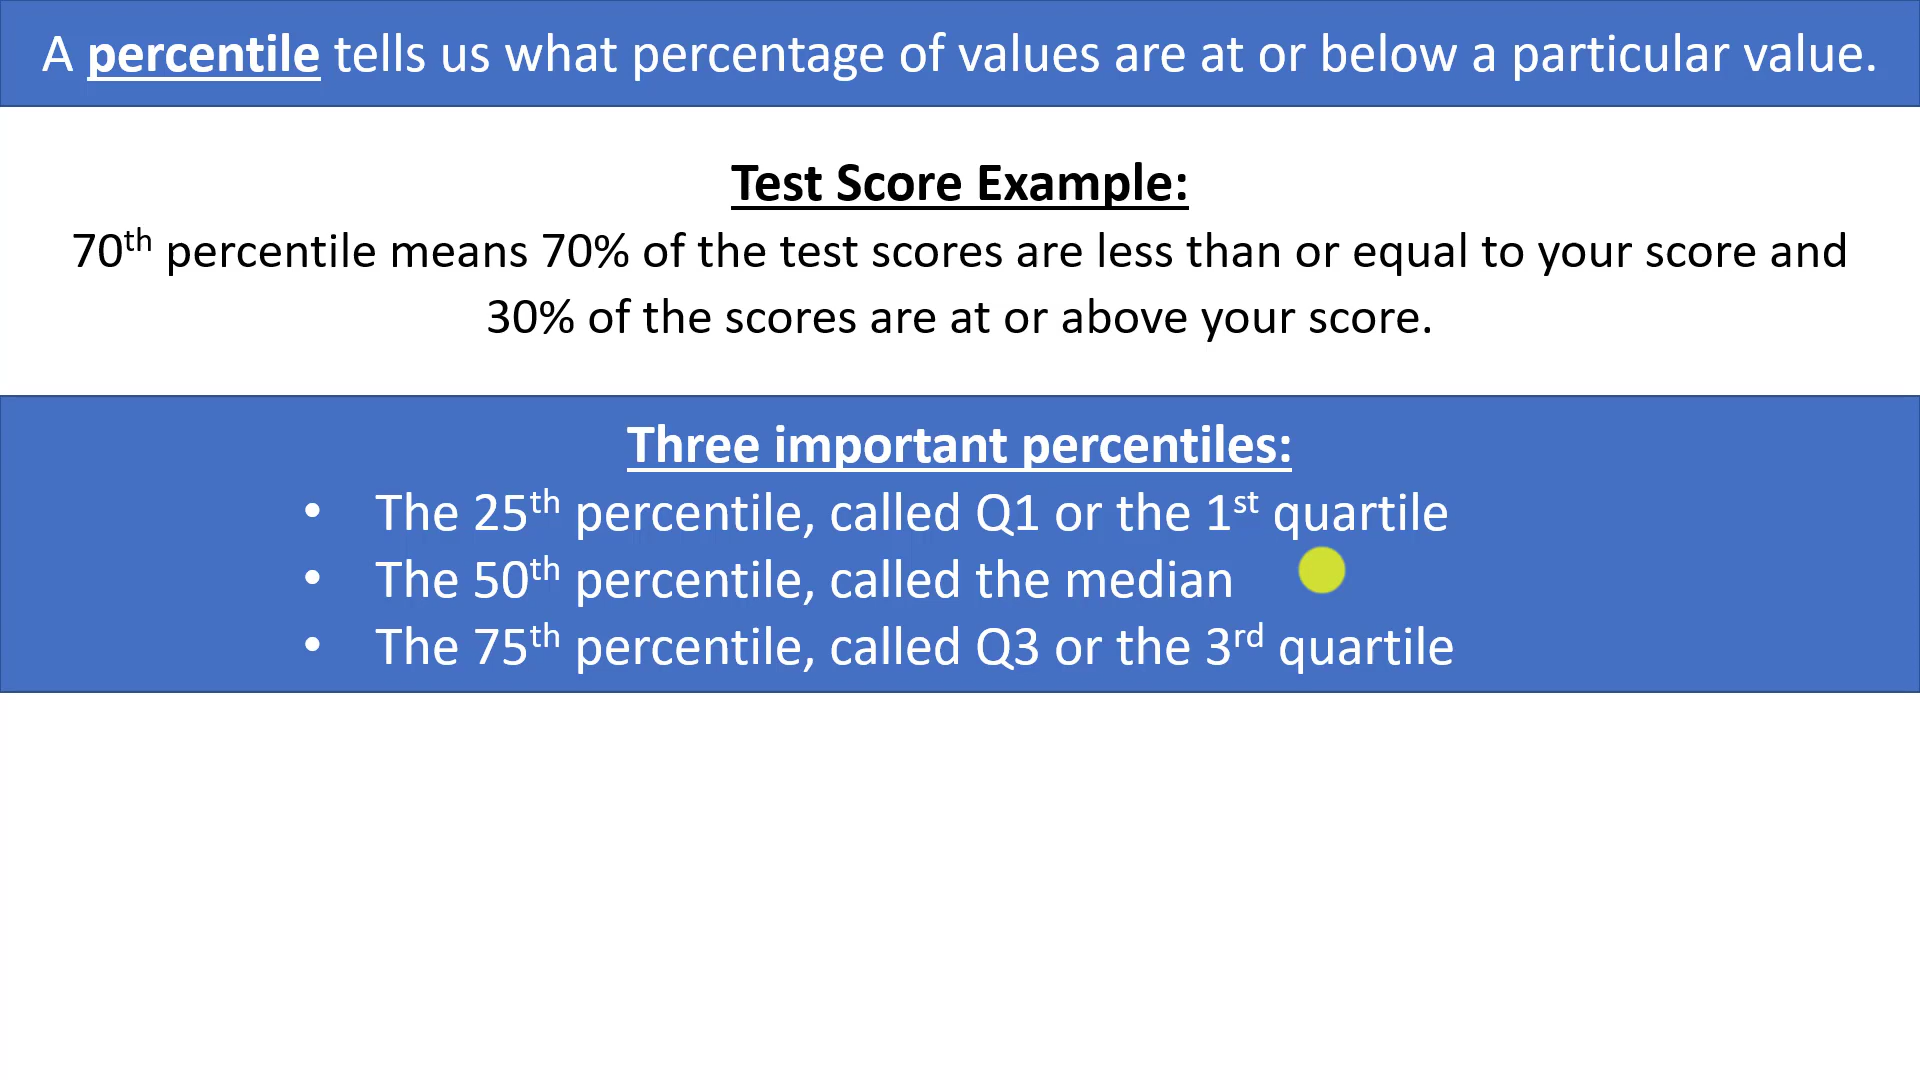 A percentile tells us what percentage of values are at or below a particular value.
Test Score Example:
70th percentile means 70% of the test scores are less than or equal to your score and
30% of the scores are at or above your score.
Three important percentiles:
• The 25th percentile, called Q1 or the 1st quartile
• The 50th percentile, called the median
• The 75th percentile, called Q3 or the 3rd quartile